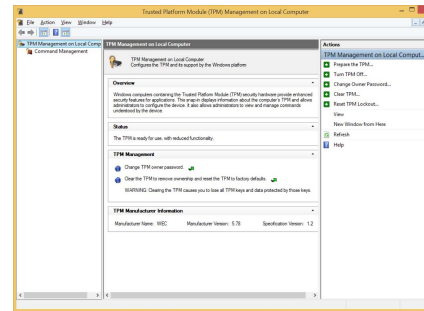 Trusted Platform Module (TPM) Management on Local Computer
File Action View Window Help
TPM Management on Local Comp
Command Management
TPM Management on Local Computer
TPM Management on Local Computer
Configures the TPM and its support by the Windows platform
Overview
Windows computers containing the Trusted Platform Module (TPM) security hardware provide enhanced
security features for applications. This snap-in displays information about the computer's TPM and allows
administrators to configure the device. It also allows administrators to view and manage commands
understood by the device.
Status
The TPM is ready for use, with reduced functionality.
TPM Management
Change TPM owner password.
Clear the TPM to remove ownership and reset the TPM to factory defaults.
WARNING: Clearing the TPM causes you to lose all TPM keys and data protected by those keys.
TPM Manufacturer Information
Manufacturer Name: WEC Manufacturer Version: 5.78 Specification Version: 1.2
Actions
TPM Management on Local Comput...
Prepare the TPM...
Turn TPM Off...
Change Owner Password...
Clear TPM...
Reset TPM Lockout...
View
New Window from Here
Refresh
Help